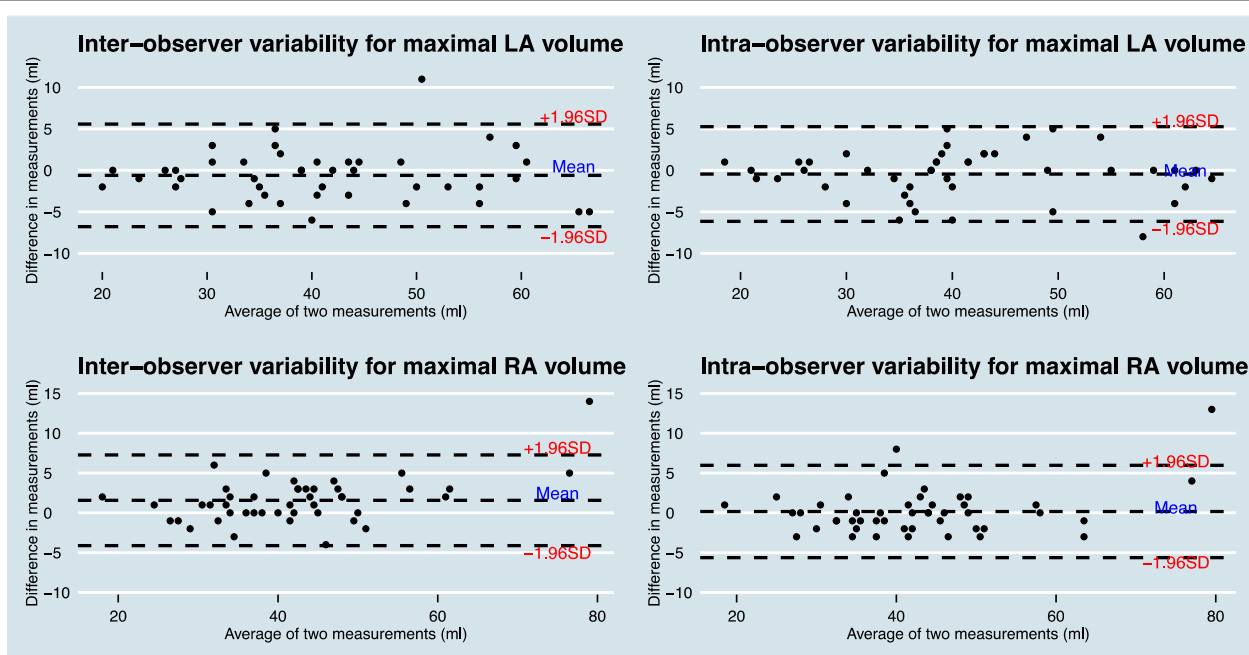 Inter−observer variability for maximal LA volume
Difference in measurements (ml)
10
5
0
−5
−10
+1.96SD
Mean
−1.96SD
20 30 40 50 60
Average of two measurements (ml)
Intra−observer variability for maximal LA volume
Difference in measurements (ml)
10
5
0
−5
−10
+1.96SD
Mean
−1.96SD
20 30 40 50 60
Average of two measurements (ml)
Inter−observer variability for maximal RA volume
Difference in measurements (ml)
15
10
5
0
−5
−10
+1.96SD
Mean
−1.96SD
20 40 60 80
Average of two measurements (ml)
Intra−observer variability for maximal RA volume
Difference in measurements (ml)
15
10
5
0
−5
−10
+1.96SD
Mean
−1.96SD
20 40 60 80
Average of two measurements (ml)